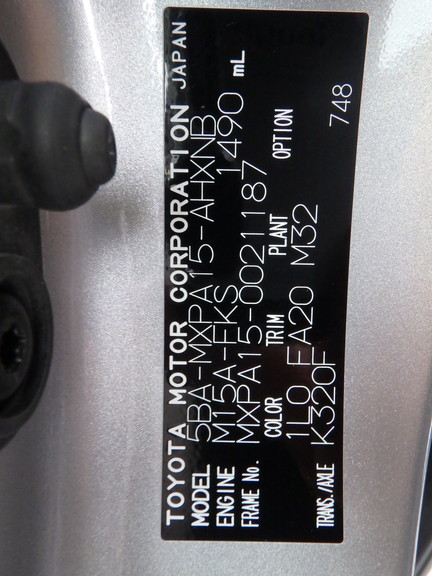 TOYOTA MOTOR CORPORATION JAPAN
MODEL 5BA-MXPA15-AHXNB
ENGINE M15A-FKS 1490 mL
FRAME No. MXPA15-0021187
COLOR TRIM PLANT OPTION
1L0 FA20 M32
TRANS./AXLE K320F
748